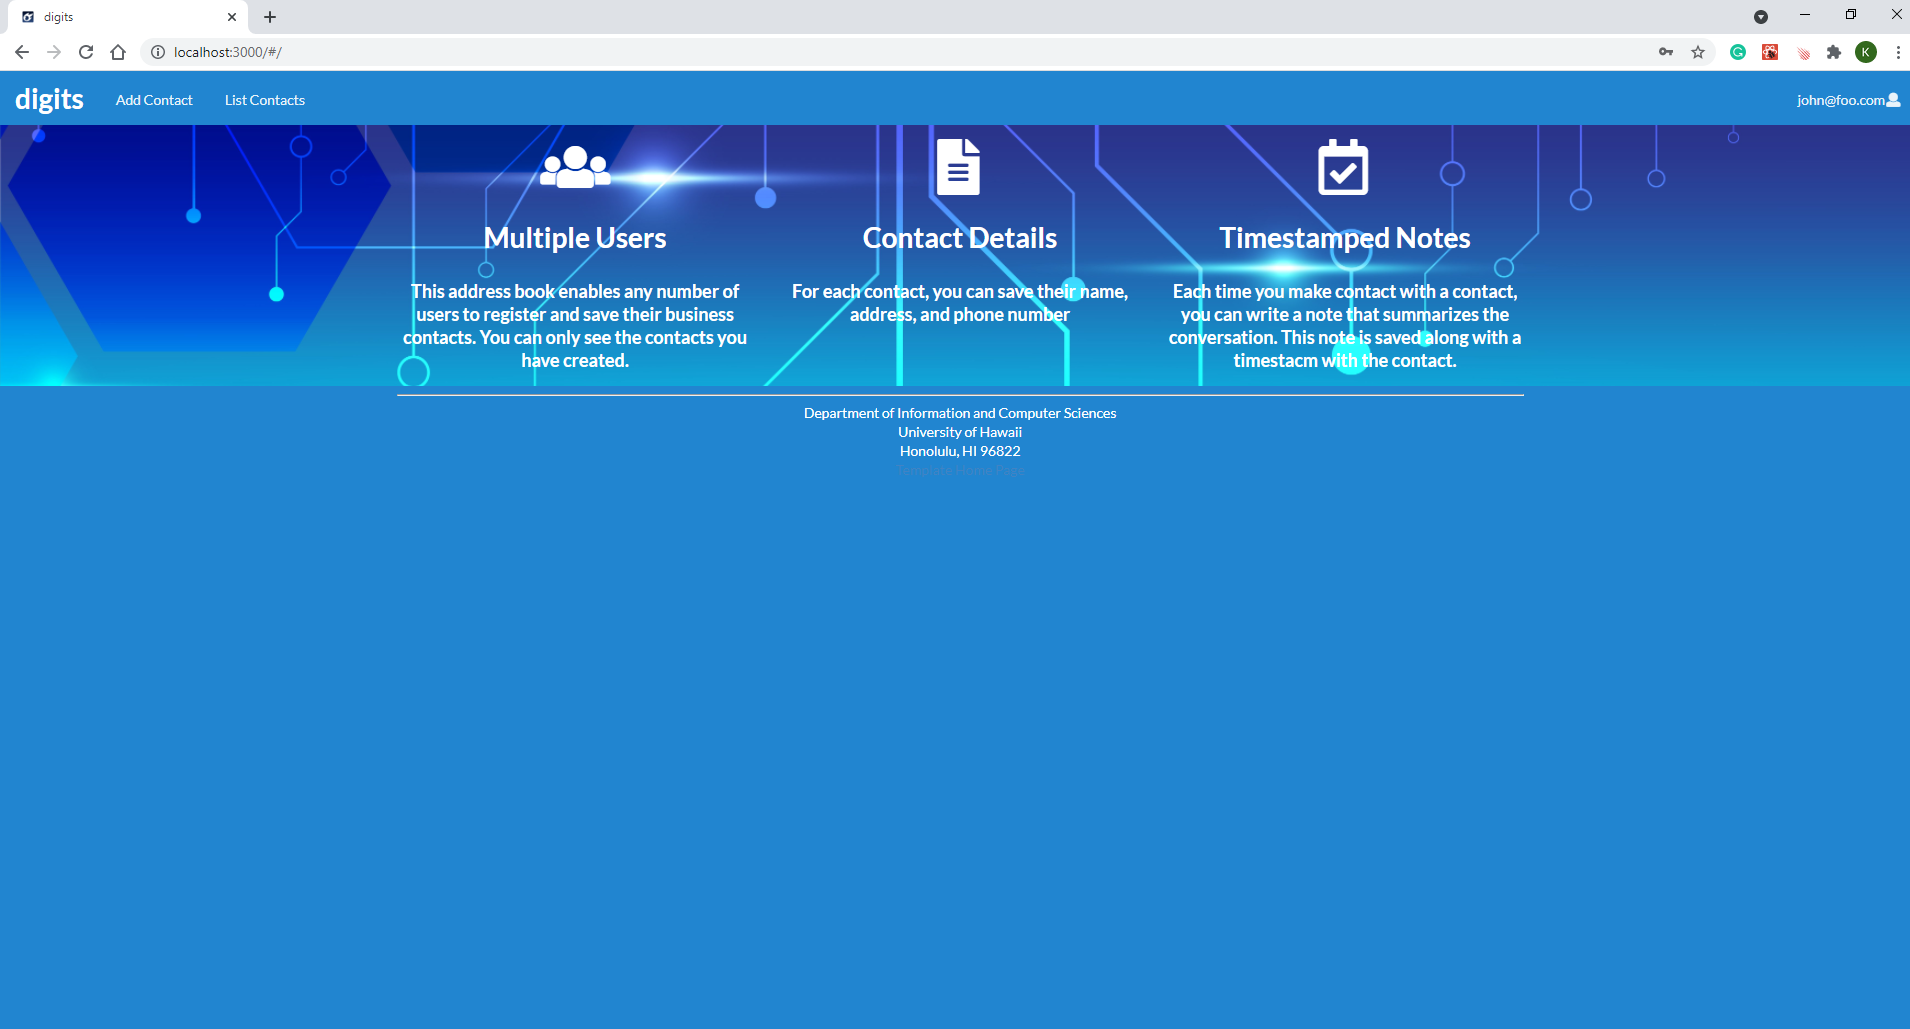 digits
localhost:3000/#/
K
digits Add Contact List Contacts john@foo.com
Multiple Users
This address book enables any number of
users to register and save their business
contacts. You can only see the contacts you
have created.
Contact Details
For each contact, you can save their name,
address, and phone number
Timestamped Notes
Each time you make contact with a contact,
you can write a note that summarizes the
conversation. This note is saved along with a
timestacm with the contact.
Department of Information and Computer Sciences
University of Hawaii
Honolulu, HI 96822
Template Home Page